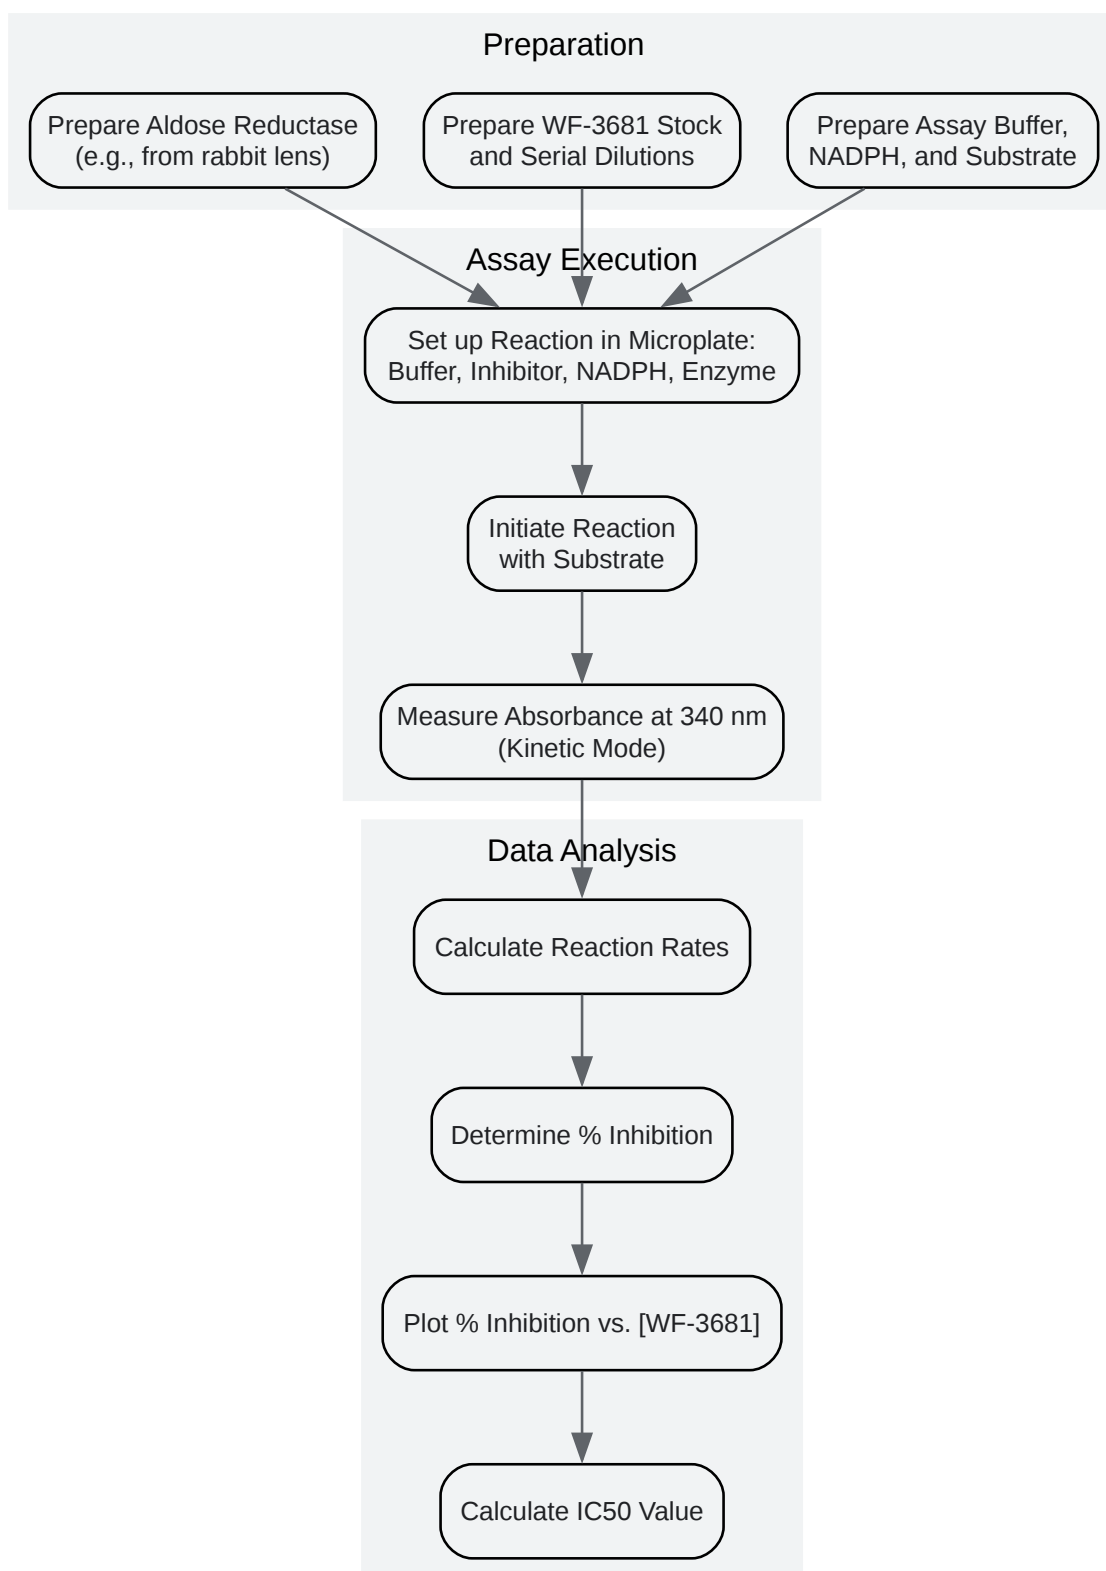 Preparation
Prepare Aldose Reductase
(e.g., from rabbit lens)
Prepare WF-3681 Stock
and Serial Dilutions
Prepare Assay Buffer,
NADPH, and Substrate
Assay Execution
Set up Reaction in Microplate:
Buffer, Inhibitor, NADPH, Enzyme
Initiate Reaction
with Substrate
Measure Absorbance at 340 nm
(Kinetic Mode)
Data Analysis
Calculate Reaction Rates
Determine % Inhibition
Plot % Inhibition vs. [WF-3681]
Calculate IC50 Value